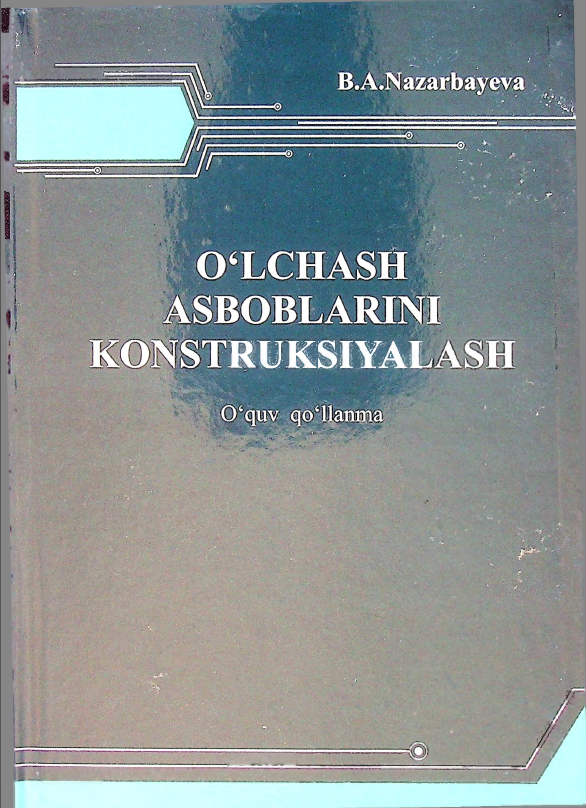 B.A.Nazarbayeva
O‘LCHASH
ASBOBLARINI
KONSTRUKSIYALASH
O‘quv qo‘llanma